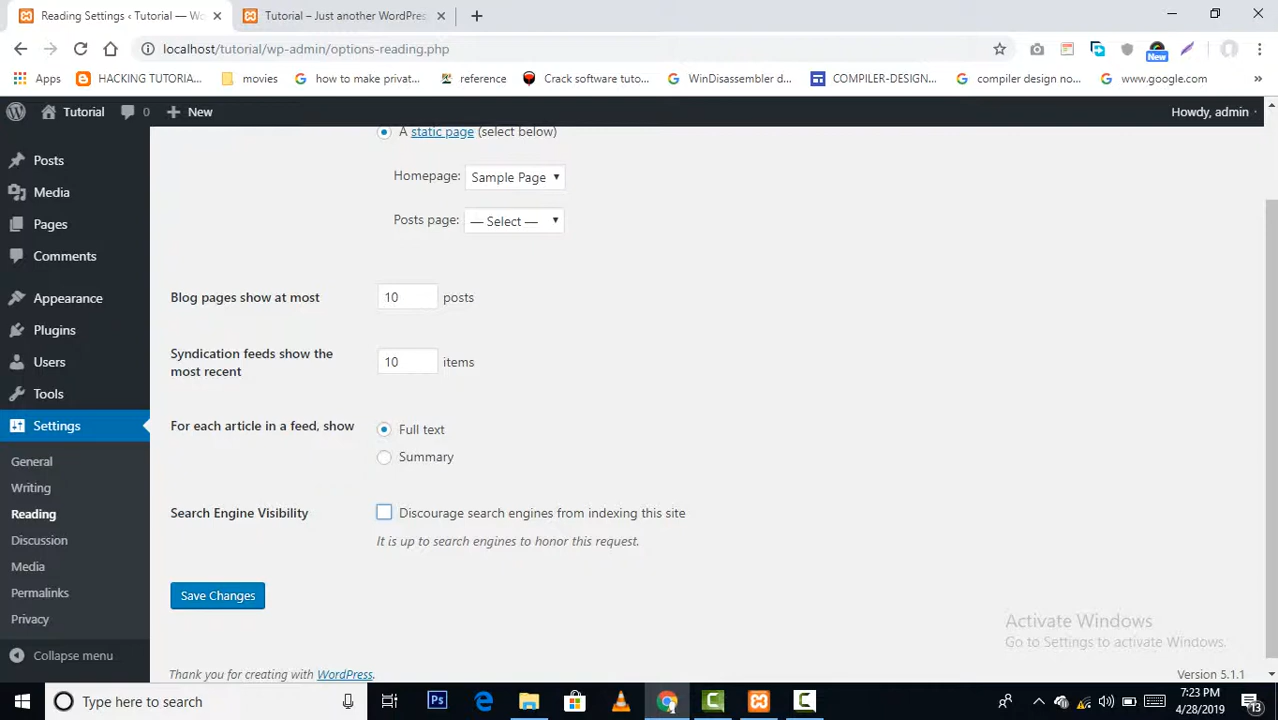 Reading Settings ‹ Tutorial — Wo
Tutorial – Just another WordPres
localhost/tutorial/wp-admin/options-reading.php
New
Apps
HACKING TUTORIA...
movies
how to make privat...
reference
Crack software tuto...
WinDisassembler d...
COMPILER-DESIGN...
compiler design no...
www.google.com
»
Tutorial
0
New
Howdy, admin
A static page (select below)
Posts
Homepage: Sample Page
Media
Posts page: — Select —
Pages
Comments
Blog pages show at most 10 posts
Appearance
Plugins
Syndication feeds show the
most recent
10 items
Users
Tools
Settings
For each article in a feed, show
Full text
Summary
General
Writing
Reading
Search Engine Visibility
Discourage search engines from indexing this site
It is up to search engines to honor this request.
Discussion
Media
Permalinks
Save Changes
Privacy
Activate Windows
Go to Settings to activate Windows.
Collapse menu
Thank you for creating with WordPress.
Version 5.1.1
Type here to search
Ps
7:23 PM
4/28/2019
13